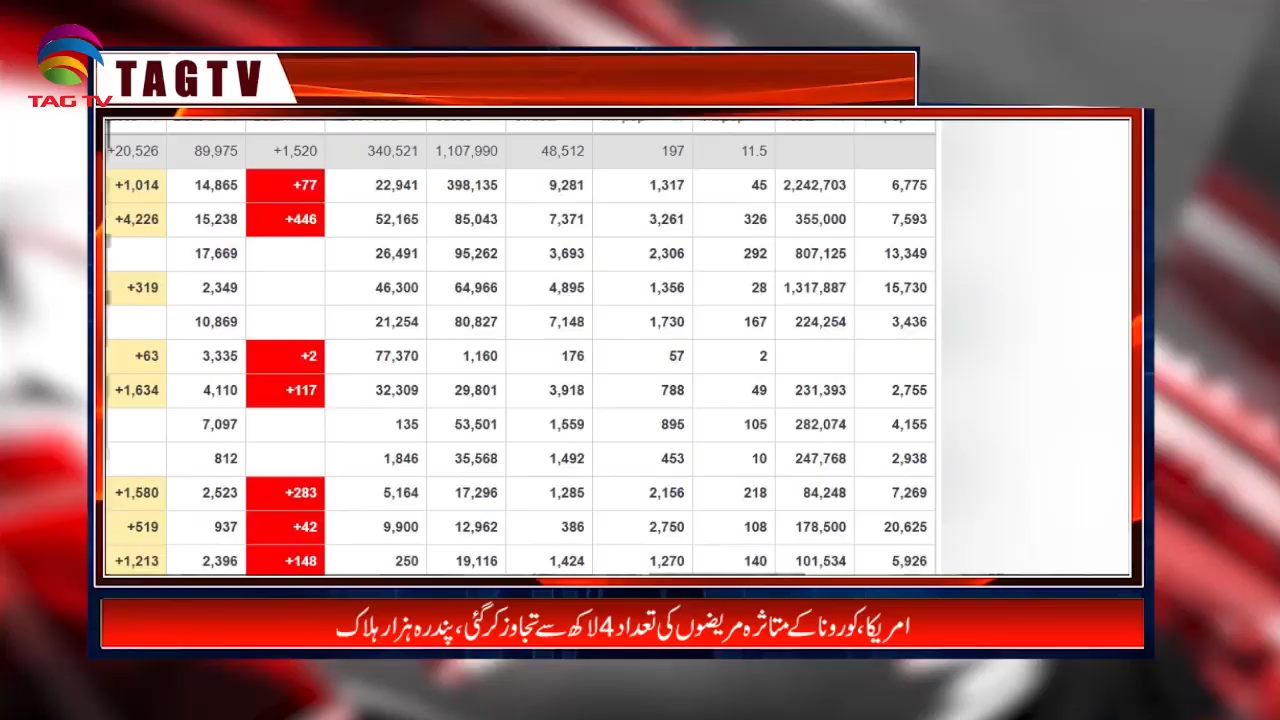 TAGTV
TAG TV
+20,526 89,975 +1,520 340,521 1,107,990 48,512 197 11.5
+1,014 14,865 +77 22,941 398,135 9,281 1,317 45 2,242,703 6,775
+4,226 15,238 +446 52,165 85,043 7,371 3,261 326 355,000 7,593
17,669 26,491 95,262 3,693 2,306 292 807,125 13,349
+319 2,349 46,300 64,966 4,895 1,356 28 1,317,887 15,730
10,869 21,254 80,827 7,148 1,730 167 224,254 3,436
+63 3,335 +2 77,370 1,160 176 57 2
+1,634 4,110 +117 32,309 29,801 3,918 788 49 231,393 2,755
7,097 135 53,501 1,559 895 105 282,074 4,155
812 1,846 35,568 1,492 453 10 247,768 2,938
+1,580 2,523 +283 5,164 17,296 1,285 2,156 218 84,248 7,269
+519 937 +42 9,900 12,962 386 2,750 108 178,500 20,625
+1,213 2,396 +148 250 19,116 1,424 1,270 140 101,534 5,926
امریکا،کورونا کے متاثرہ مریضوں کی تعداد 4 لاکھ سے تجاوز کر گئی، پندرہ ہزار ہلاک